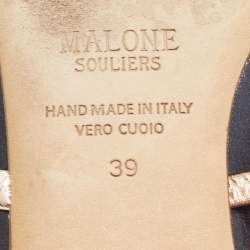 MALONE
SOULIERS
HAND MADE IN ITALY
VERO CUOIO
39